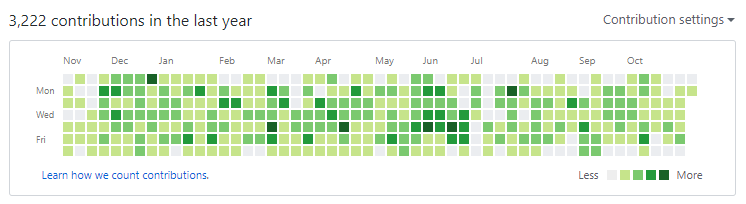 3,222 contributions in the last year
Contribution settings
Nov Dec Jan Feb Mar Apr May Jun Jul Aug Sep Oct
Mon
Wed
Fri
Learn how we count contributions.
Less More